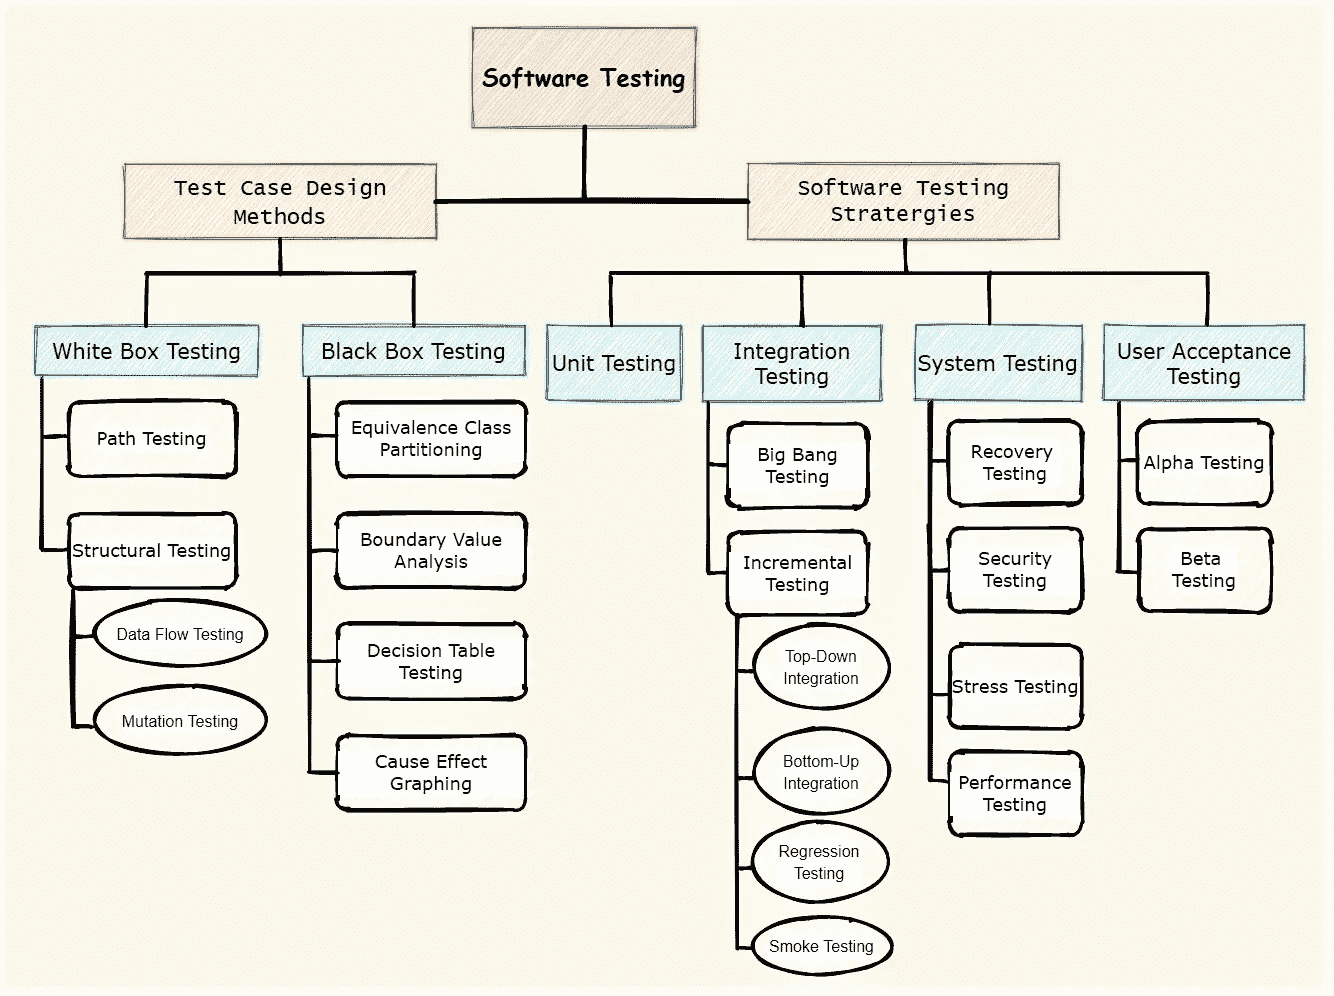 Software Testing
Test Case Design
Methods
Software Testing
Stratergies
White Box Testing
Black Box Testing
Unit Testing
Integration
Testing
System Testing
User Acceptance
Testing
Path Testing
Structural Testing
Data Flow Testing
Mutation Testing
Equivalence Class
Partitioning
Boundary Value
Analysis
Decision Table
Testing
Cause Effect
Graphing
Big Bang
Testing
Incremental
Testing
Top-Down
Integration
Bottom-Up
Integration
Regression
Testing
Smoke Testing
Recovery
Testing
Security
Testing
Stress Testing
Performance
Testing
Alpha Testing
Beta
Testing